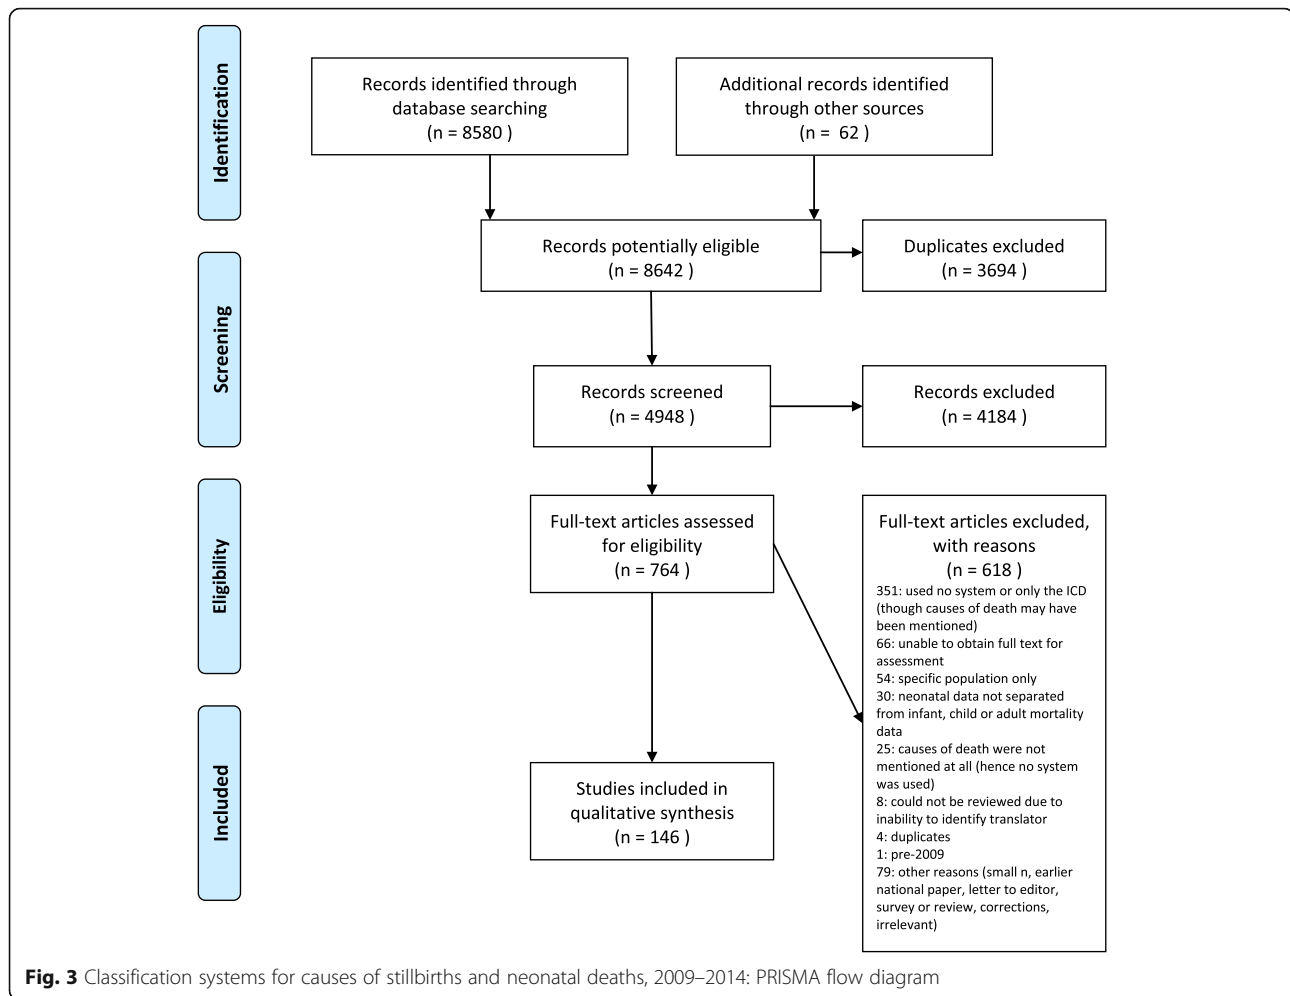 Identification
Records identified through
database searching
(n = 8580 )
Additional records identified
through other sources
(n = 62 )
Records potentially eligible
(n = 8642 )
Duplicates excluded
(n = 3694 )
Screening
Records screened
(n = 4948 )
Records excluded
(n = 4184 )
Eligibility
Full-text articles assessed
for eligibility
(n = 764 )
Full-text articles excluded,
with reasons
(n = 618 )
351: used no system or only the ICD
(though causes of death may have
been mentioned)
66: unable to obtain full text for
assessment
54: specific population only
30: neonatal data not separated
from infant, child or adult mortality
data
25: causes of death were not
mentioned at all (hence no system
was used)
8: could not be reviewed due to
inability to identify translator
4: duplicates
1: pre-2009
79: other reasons (small n, earlier
national paper, letter to editor,
survey or review, corrections,
irrelevant)
Included
Studies included in
qualitative synthesis
(n = 146 )
Fig. 3 Classification systems for causes of stillbirths and neonatal deaths, 2009–2014: PRISMA flow diagram